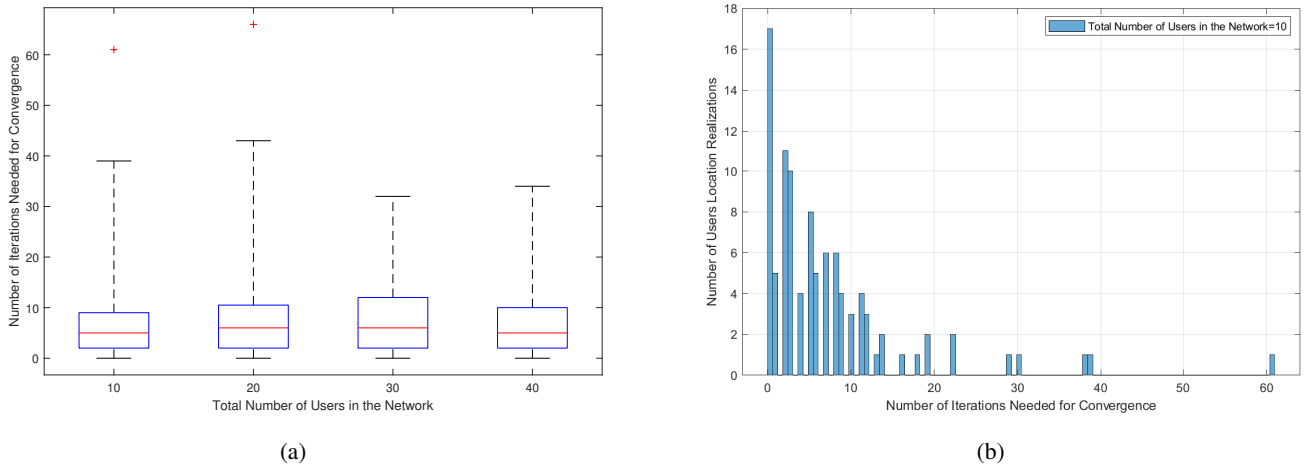 60
50
40
30
20
10
0
Number of Iterations Needed for Convergence
10 20 30 40
Total Number of Users in the Network
(a)
Total Number of Users in the Network=10
18
16
14
12
10
8
6
4
2
0
Number of Users Location Realizations
0 10 20 30 40 50 60
Number of Iterations Needed for Convergence
(b)